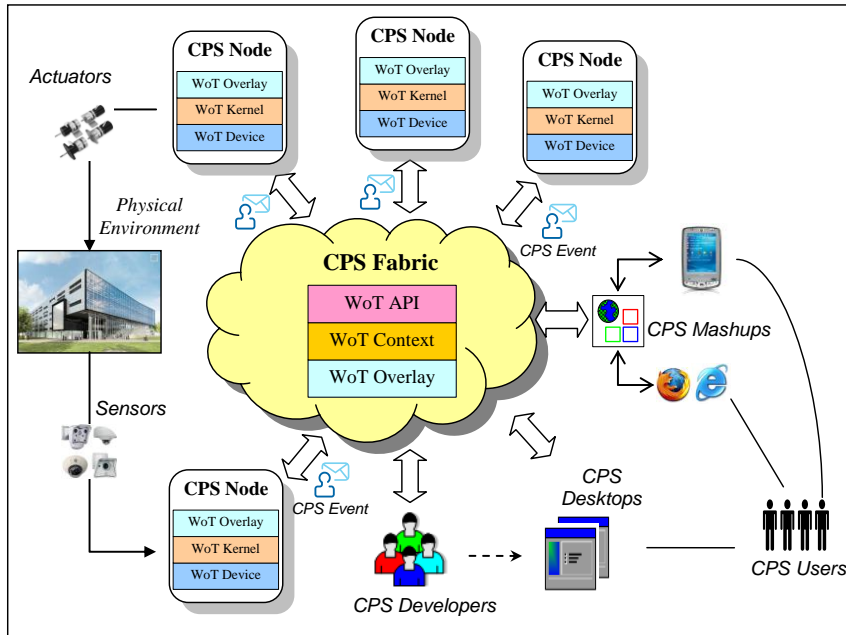 CPS Node
WoT Overlay
WoT Kernel
WoT Device
CPS Node
WoT Overlay
WoT Kernel
WoT Device
CPS Node
WoT Overlay
WoT Kernel
WoT Device
Actuators
Physical
Environment
CPS Event
CPS Fabric
WoT API
WoT Context
WoT Overlay
CPS Mashups
Sensors
CPS Node
WoT Overlay
WoT Kernel
WoT Device
CPS Event
CPS Developers
CPS
Desktops
CPS Users